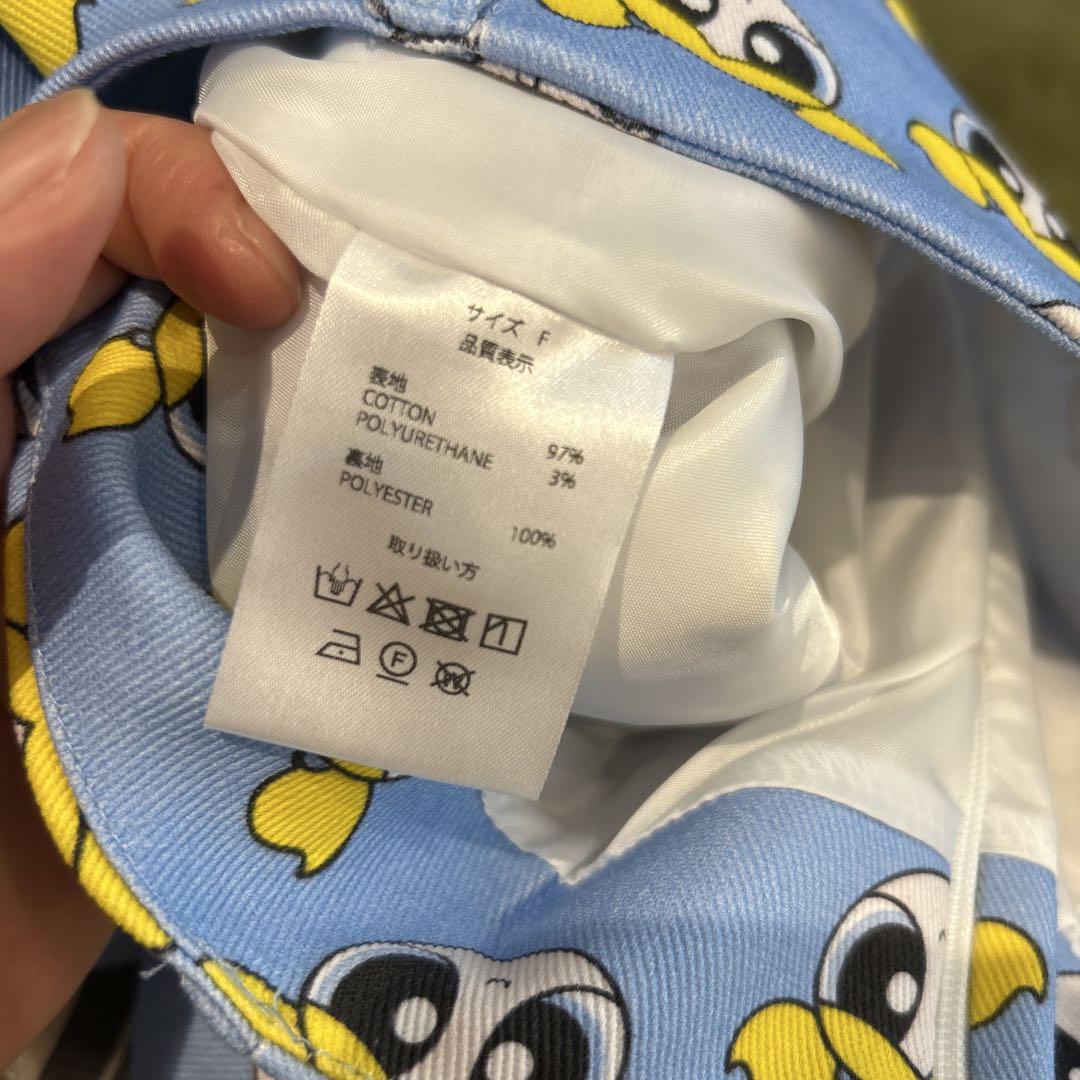 サイズ F
品質表示
表地
COTTON 97%
POLYURETHANE 3%
裏地
POLYESTER 100%
取り扱い方
F
W